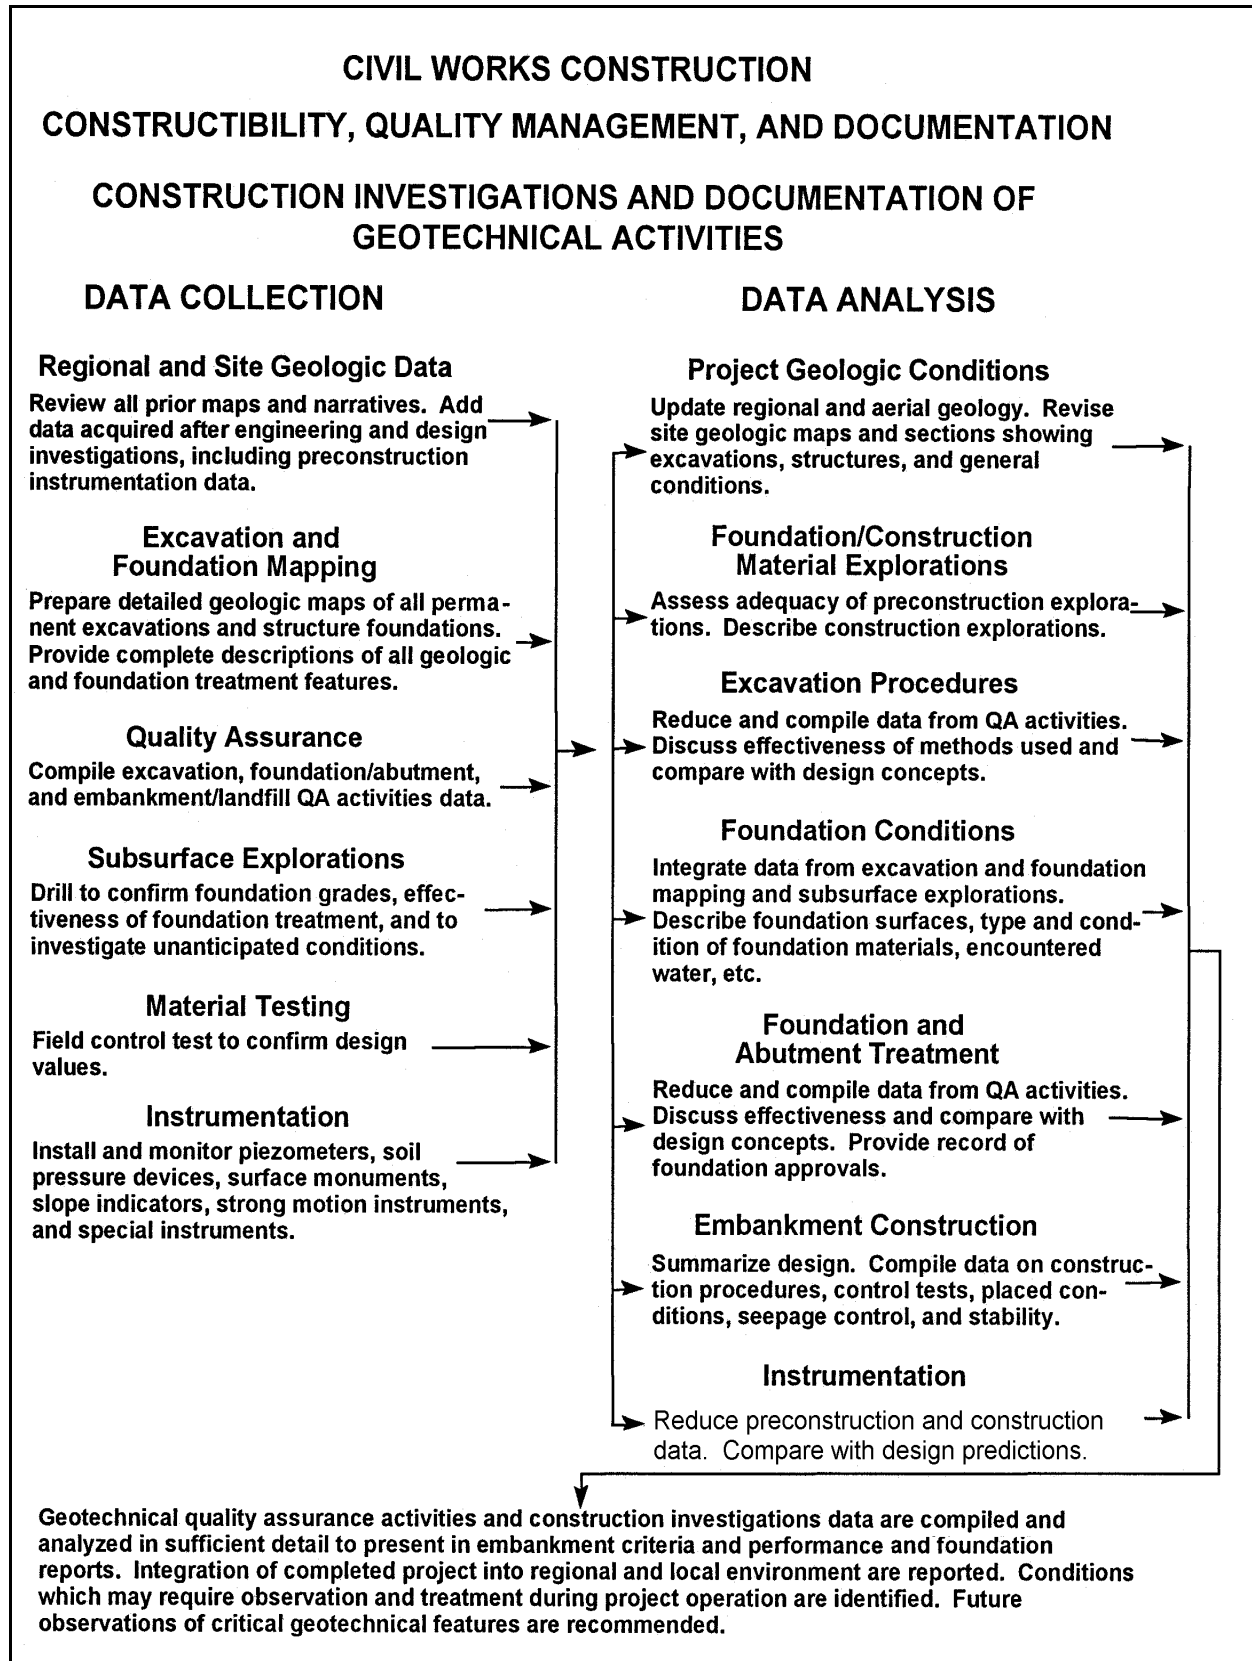 CIVIL WORKS CONSTRUCTION
CONSTRUCTIBILITY, QUALITY MANAGEMENT, AND DOCUMENTATION
CONSTRUCTION INVESTIGATIONS AND DOCUMENTATION OF
GEOTECHNICAL ACTIVITIES
DATA COLLECTION
Regional and Site Geologic Data
Review all prior maps and narratives. Add
data acquired after engineering and design
investigations, including preconstruction
instrumentation data.
Excavation and
Foundation Mapping
Prepare detailed geologic maps of all perma-
nent excavations and structure foundations.
Provide complete descriptions of all geologic
and foundation treatment features.
Quality Assurance
Compile excavation, foundation/abutment,
and embankment/landfill QA activities data.
Subsurface Explorations
Drill to confirm foundation grades, effec-
tiveness of foundation treatment, and to
investigate unanticipated conditions.
Material Testing
Field control test to confirm design
values.
Instrumentation
Install and monitor piezometers, soil
pressure devices, surface monuments,
slope indicators, strong motion instruments,
and special instruments.
DATA ANALYSIS
Project Geologic Conditions
Update regional and aerial geology. Revise
site geologic maps and sections showing
excavations, structures, and general
conditions.
Foundation/Construction
Material Explorations
Assess adequacy of preconstruction explora-
tions. Describe construction explorations.
Excavation Procedures
Reduce and compile data from QA activities.
Discuss effectiveness of methods used and
compare with design concepts.
Foundation Conditions
Integrate data from excavation and foundation
mapping and subsurface explorations.
Describe foundation surfaces, type and cond-
ition of foundation materials, encountered
water, etc.
Foundation and
Abutment Treatment
Reduce and compile data from QA activities.
Discuss effectiveness and compare with
design concepts. Provide record of
foundation approvals.
Embankment Construction
Summarize design. Compile data on construc-
tion procedures, control tests, placed con-
ditions, seepage control, and stability.
Instrumentation
Reduce preconstruction and construction
data. Compare with design predictions.
Geotechnical quality assurance activities and construction investigations data are compiled and
analyzed in sufficient detail to present in embankment criteria and performance and foundation
reports. Integration of completed project into regional and local environment are reported. Conditions
which may require observation and treatment during project operation are identified. Future
observations of critical geotechnical features are recommended.